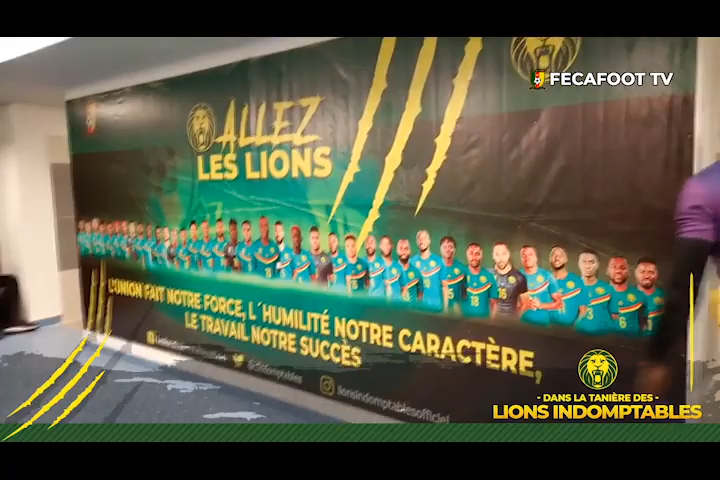 FECAFOOT TV
ALLEZ
LES LIONS
L'UNION FAIT NOTRE FORCE, L´HUMILITÉ NOTRE CARACTÈRE,
LE TRAVAIL NOTRE SUCCÈS
lionsindomptablesofficiel
- DANS LA TANIÈRE DES -
LIONS INDOMPTABLES